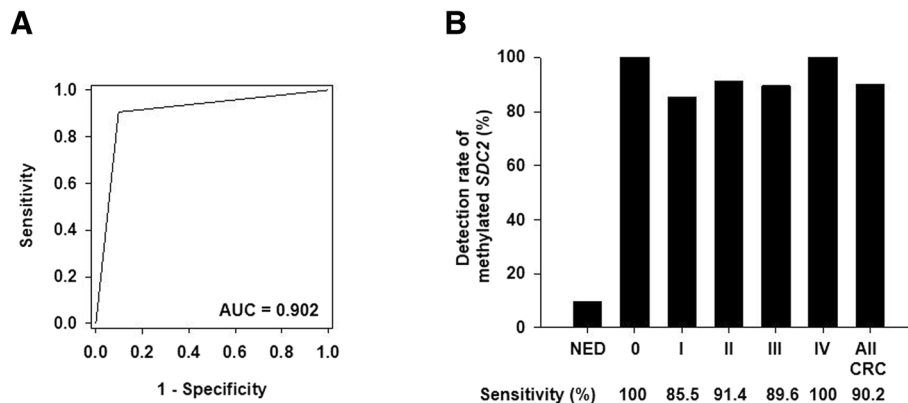 A
Sensitivity
1.0
0.8
0.6
0.4
0.2
0.0
AUC = 0.902
0.0 0.2 0.4 0.6 0.8 1.0
1 - Specificity
B
Detection rate of
methylated SDC2 (%)
100
80
60
40
20
0
NED 0 I II III IV All
CRC
Sensitivity (%) 100 85.5 91.4 89.6 100 90.2